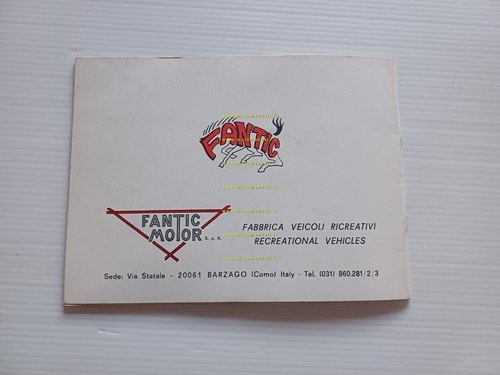 FANTIC
FANTIC
MOTOR S.p.A.
FABBRICA VEICOLI RICREATIVI
RECREATIONAL VEHICLES
Sede: Via Statale - 20061 BARZAGO (Como) Italy - Tel. (031) 860.281/2/3